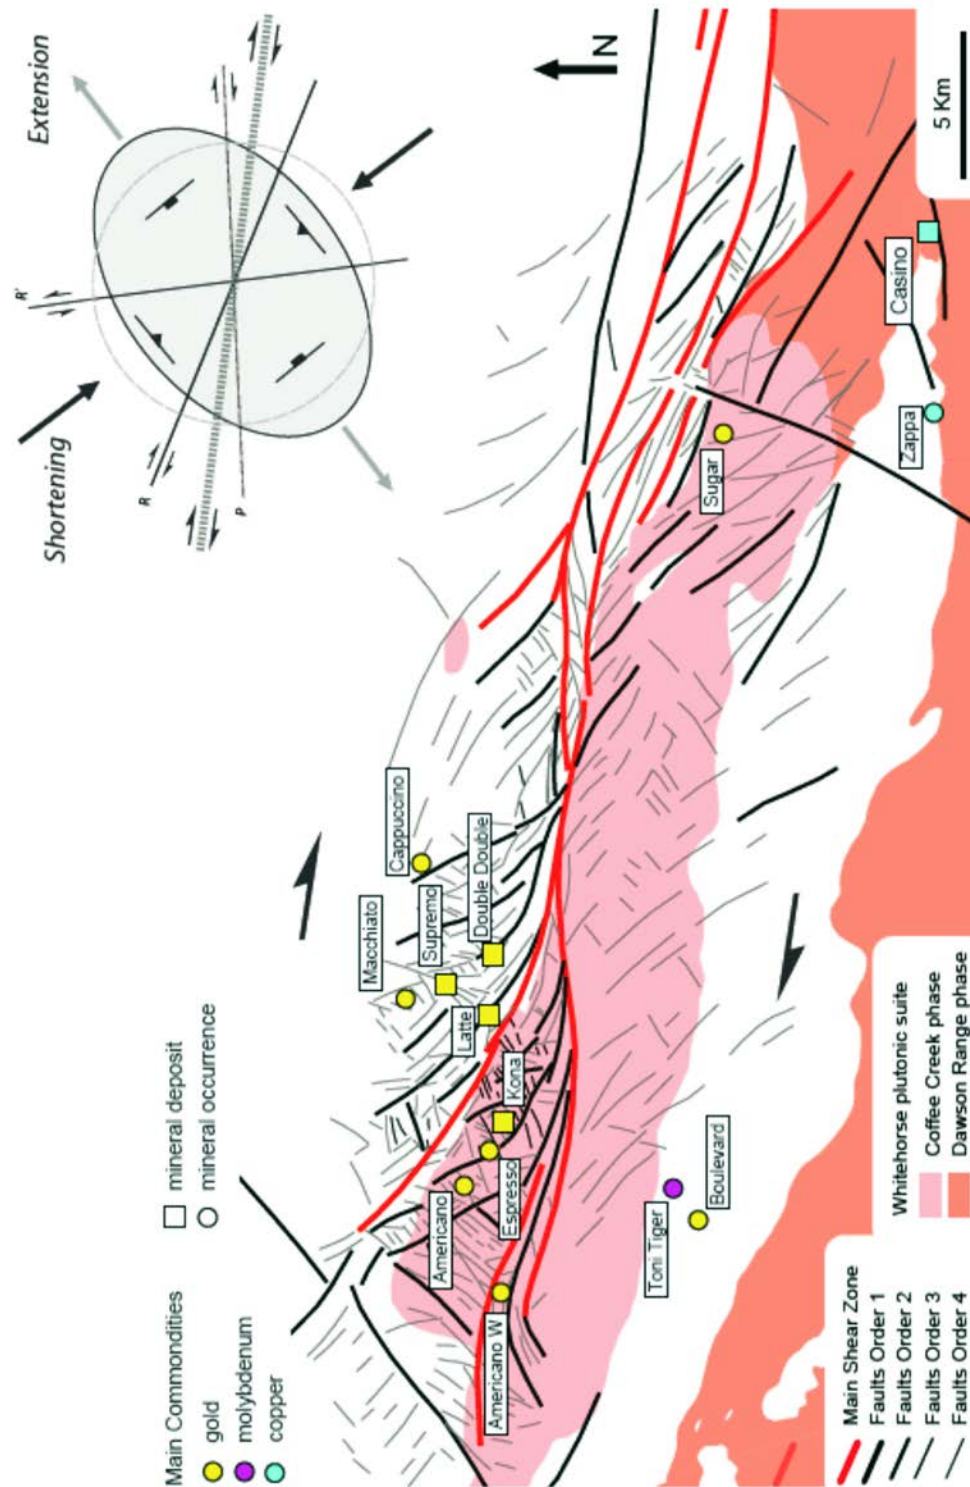 Main Commondities
gold
molybdenum
copper
mineral deposit
mineral occurrence
Shortening
Extension
R
P
R'
N
Macchiato
Cappuccino
Supremo
Double Double
Latte
Kona
Americano
Espresso
Americano W
Toni Tiger
Boulevard
Sugar
Zappa
Casino
5 Km
Main Shear Zone
Faults Order 1
Faults Order 2
Faults Order 3
Faults Order 4
Whitehorse plutonic suite
Coffee Creek phase
Dawson Range phase